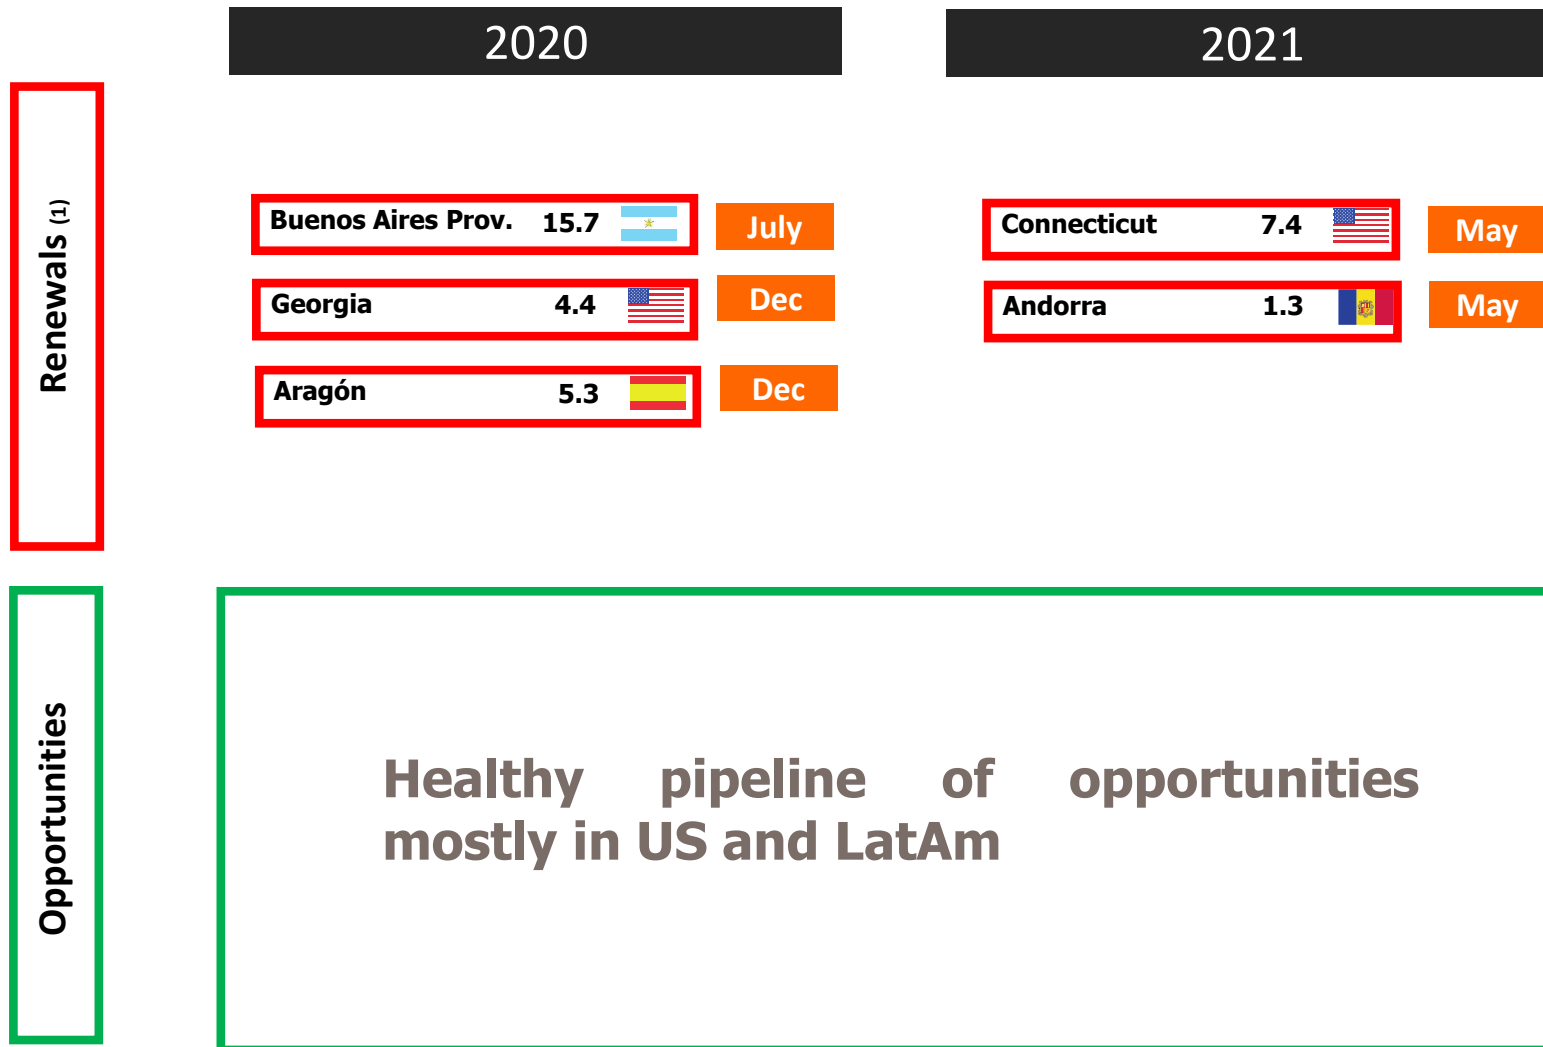 2020
2021
Renewals (1)
Buenos Aires Prov. 15.7 July
Georgia 4.4 Dec
Aragón 5.3 Dec
Connecticut 7.4 May
Andorra 1.3 May
Opportunities
Healthy pipeline of opportunities
mostly in US and LatAm